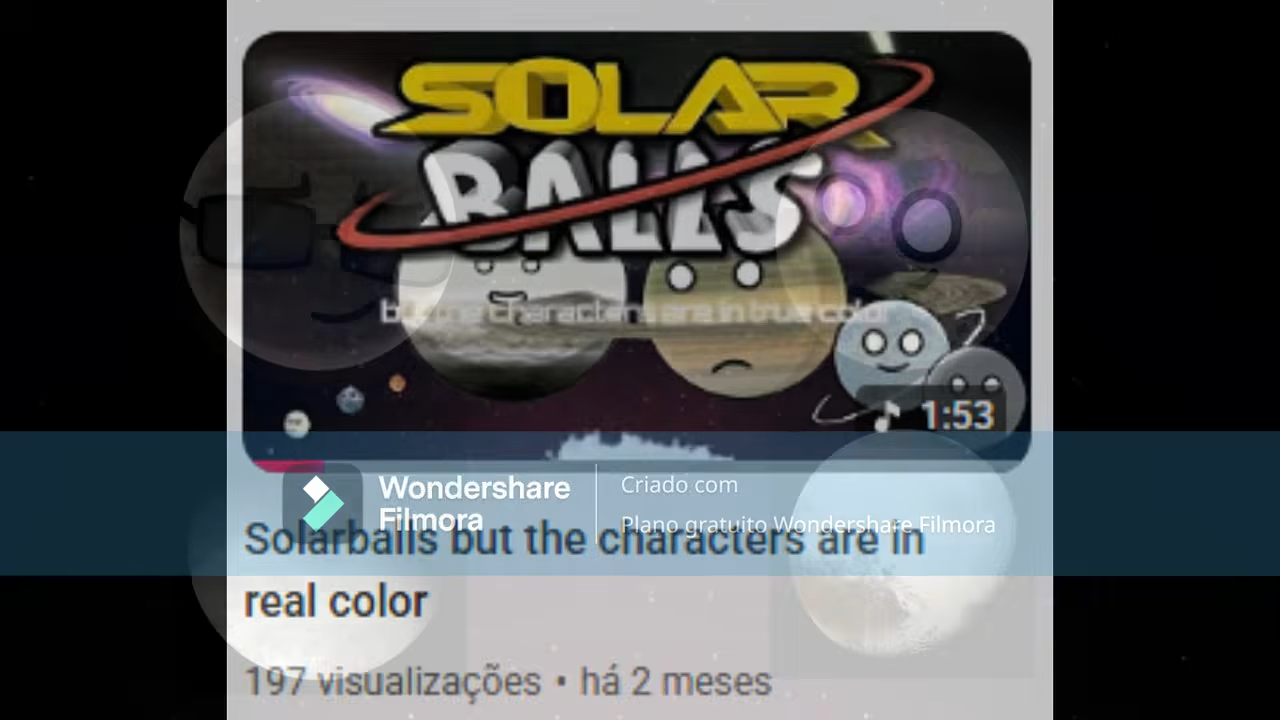 SOLAR
BALLS
but the characters are in true color
1:53
Wondershare
Filmora
Criado com
Plano gratuito Wondershare Filmora
Solarballs but the characters are in
real color
197 visualizações • há 2 meses